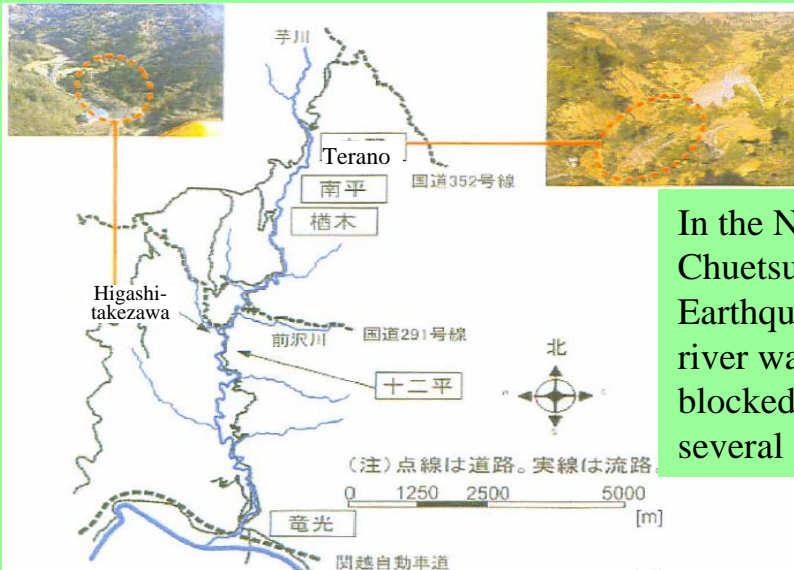 芋川
Terano
国道352号線
南平
楢木
Higashi-
takezawa
前沢川
国道291号線
十二平
北
(注)点線は道路。実線は流路。
0 1250 2500 5000
[m]
竜光
関越自動車道
In the N
Chuetsu
Earthqu
river wa
blocked
several